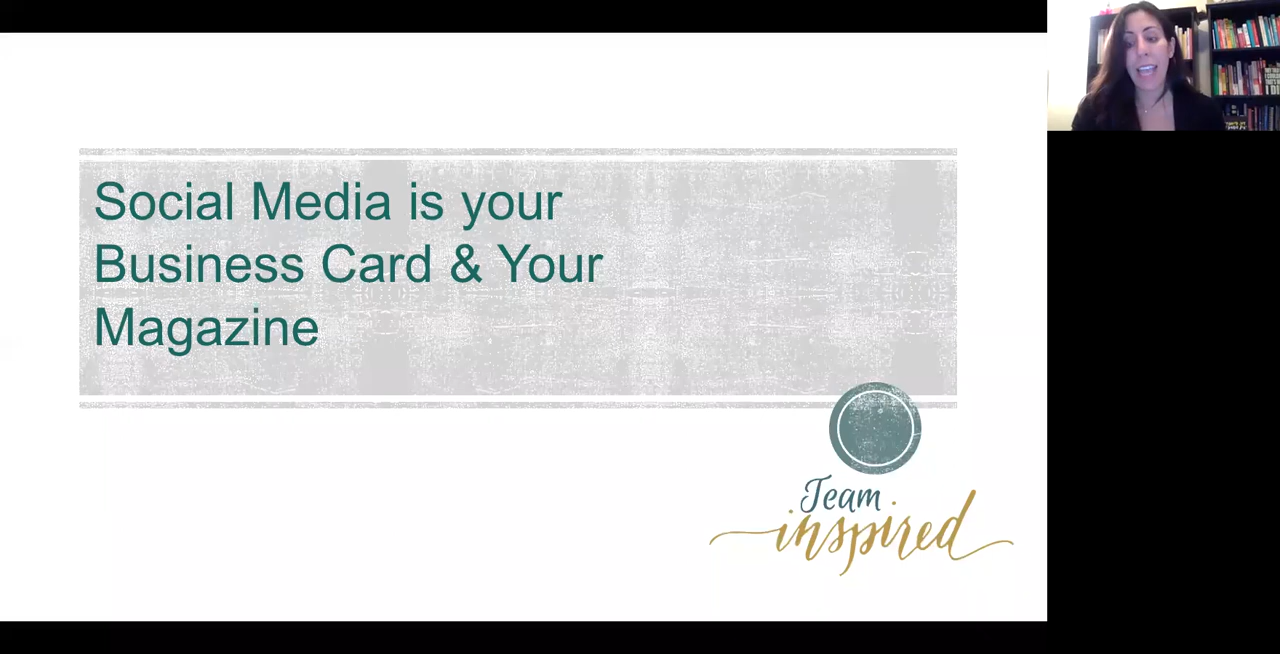 Social Media is your
Business Card & Your
Magazine
Team
inspired